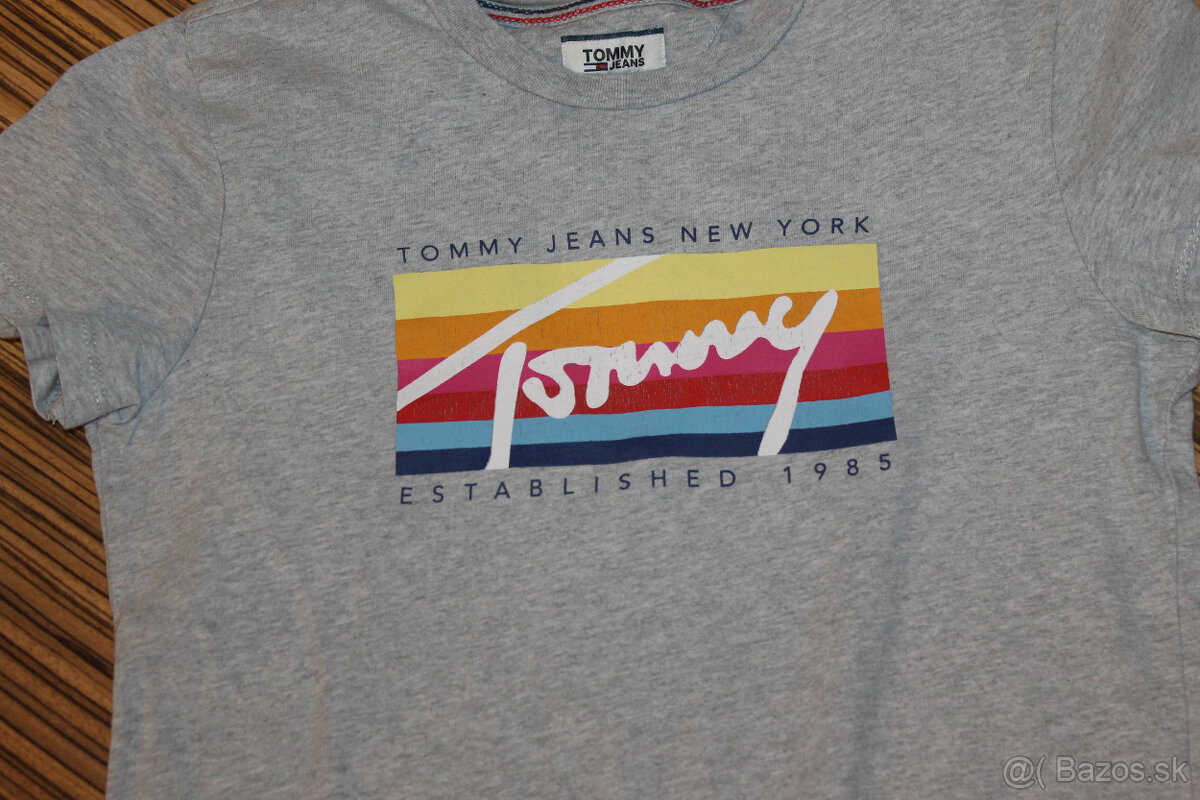 TOMMY
JEANS
TOMMY JEANS NEW YORK
Tommy
ESTABLISHED 1985
@( Bazos.sk